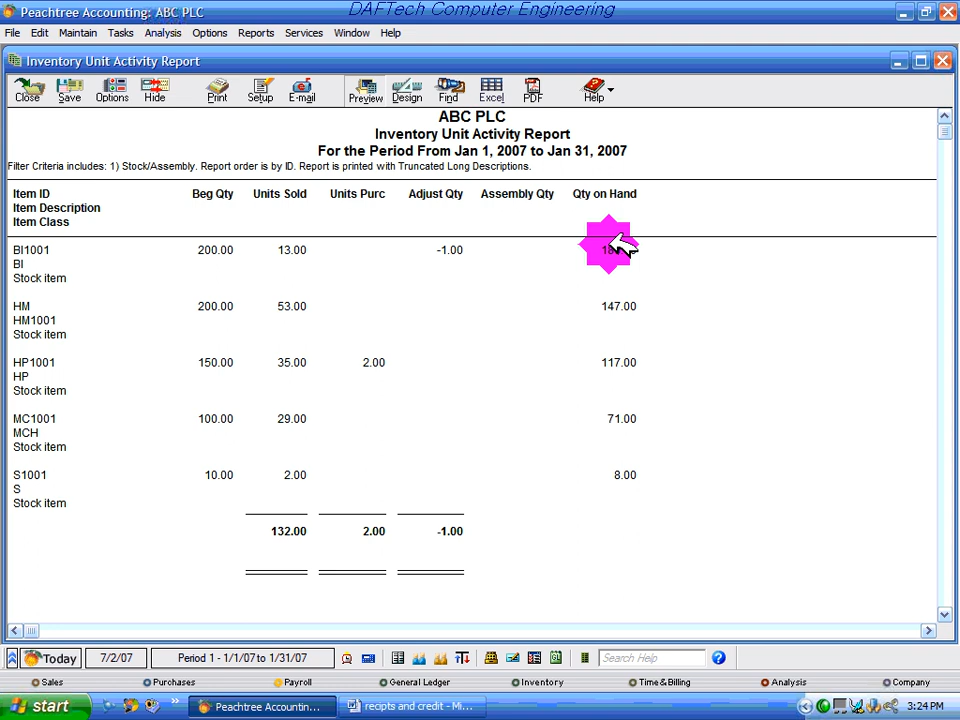 DAFTech Computer Engineering
Peachtree Accounting: ABC PLC
File Edit Maintain Tasks Analysis Options Reports Services Window Help
Inventory Unit Activity Report
Close Save Options Hide Print Setup E-mail Preview Design Find Excel PDF Help
ABC PLC
Inventory Unit Activity Report
For the Period From Jan 1, 2007 to Jan 31, 2007
Filter Criteria includes: 1) Stock/Assembly. Report order is by ID. Report is printed with Truncated Long Descriptions.
Item ID Beg Qty Units Sold Units Purc Adjust Qty Assembly Qty Qty on Hand
Item Description
Item Class
BI1001 200.00 13.00 -1.00
BI
Stock item
HM 200.00 53.00 147.00
HM1001
Stock item
HP1001 150.00 35.00 2.00 117.00
HP
Stock item
MC1001 100.00 29.00 71.00
MCH
Stock item
S1001 10.00 2.00 8.00
S
Stock item
132.00 2.00 -1.00
Today 7/2/07 Period 1 - 1/1/07 to 1/31/07 Search Help
Sales Purchases Payroll General Ledger Inventory Time & Billing Analysis Company
start Peachtree Accountin... recipts and credit - Mi... 3:24 PM